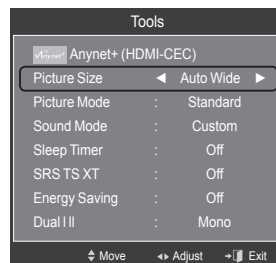 Tools
Anynet+ Anynet+ (HDMI-CEC)
Picture Size ◄ Auto Wide ►
Picture Mode : Standard
Sound Mode : Custom
Sleep Timer : Off
SRS TS XT : Off
Energy Saving : Off
Dual I II : Mono
Move Adjust Exit